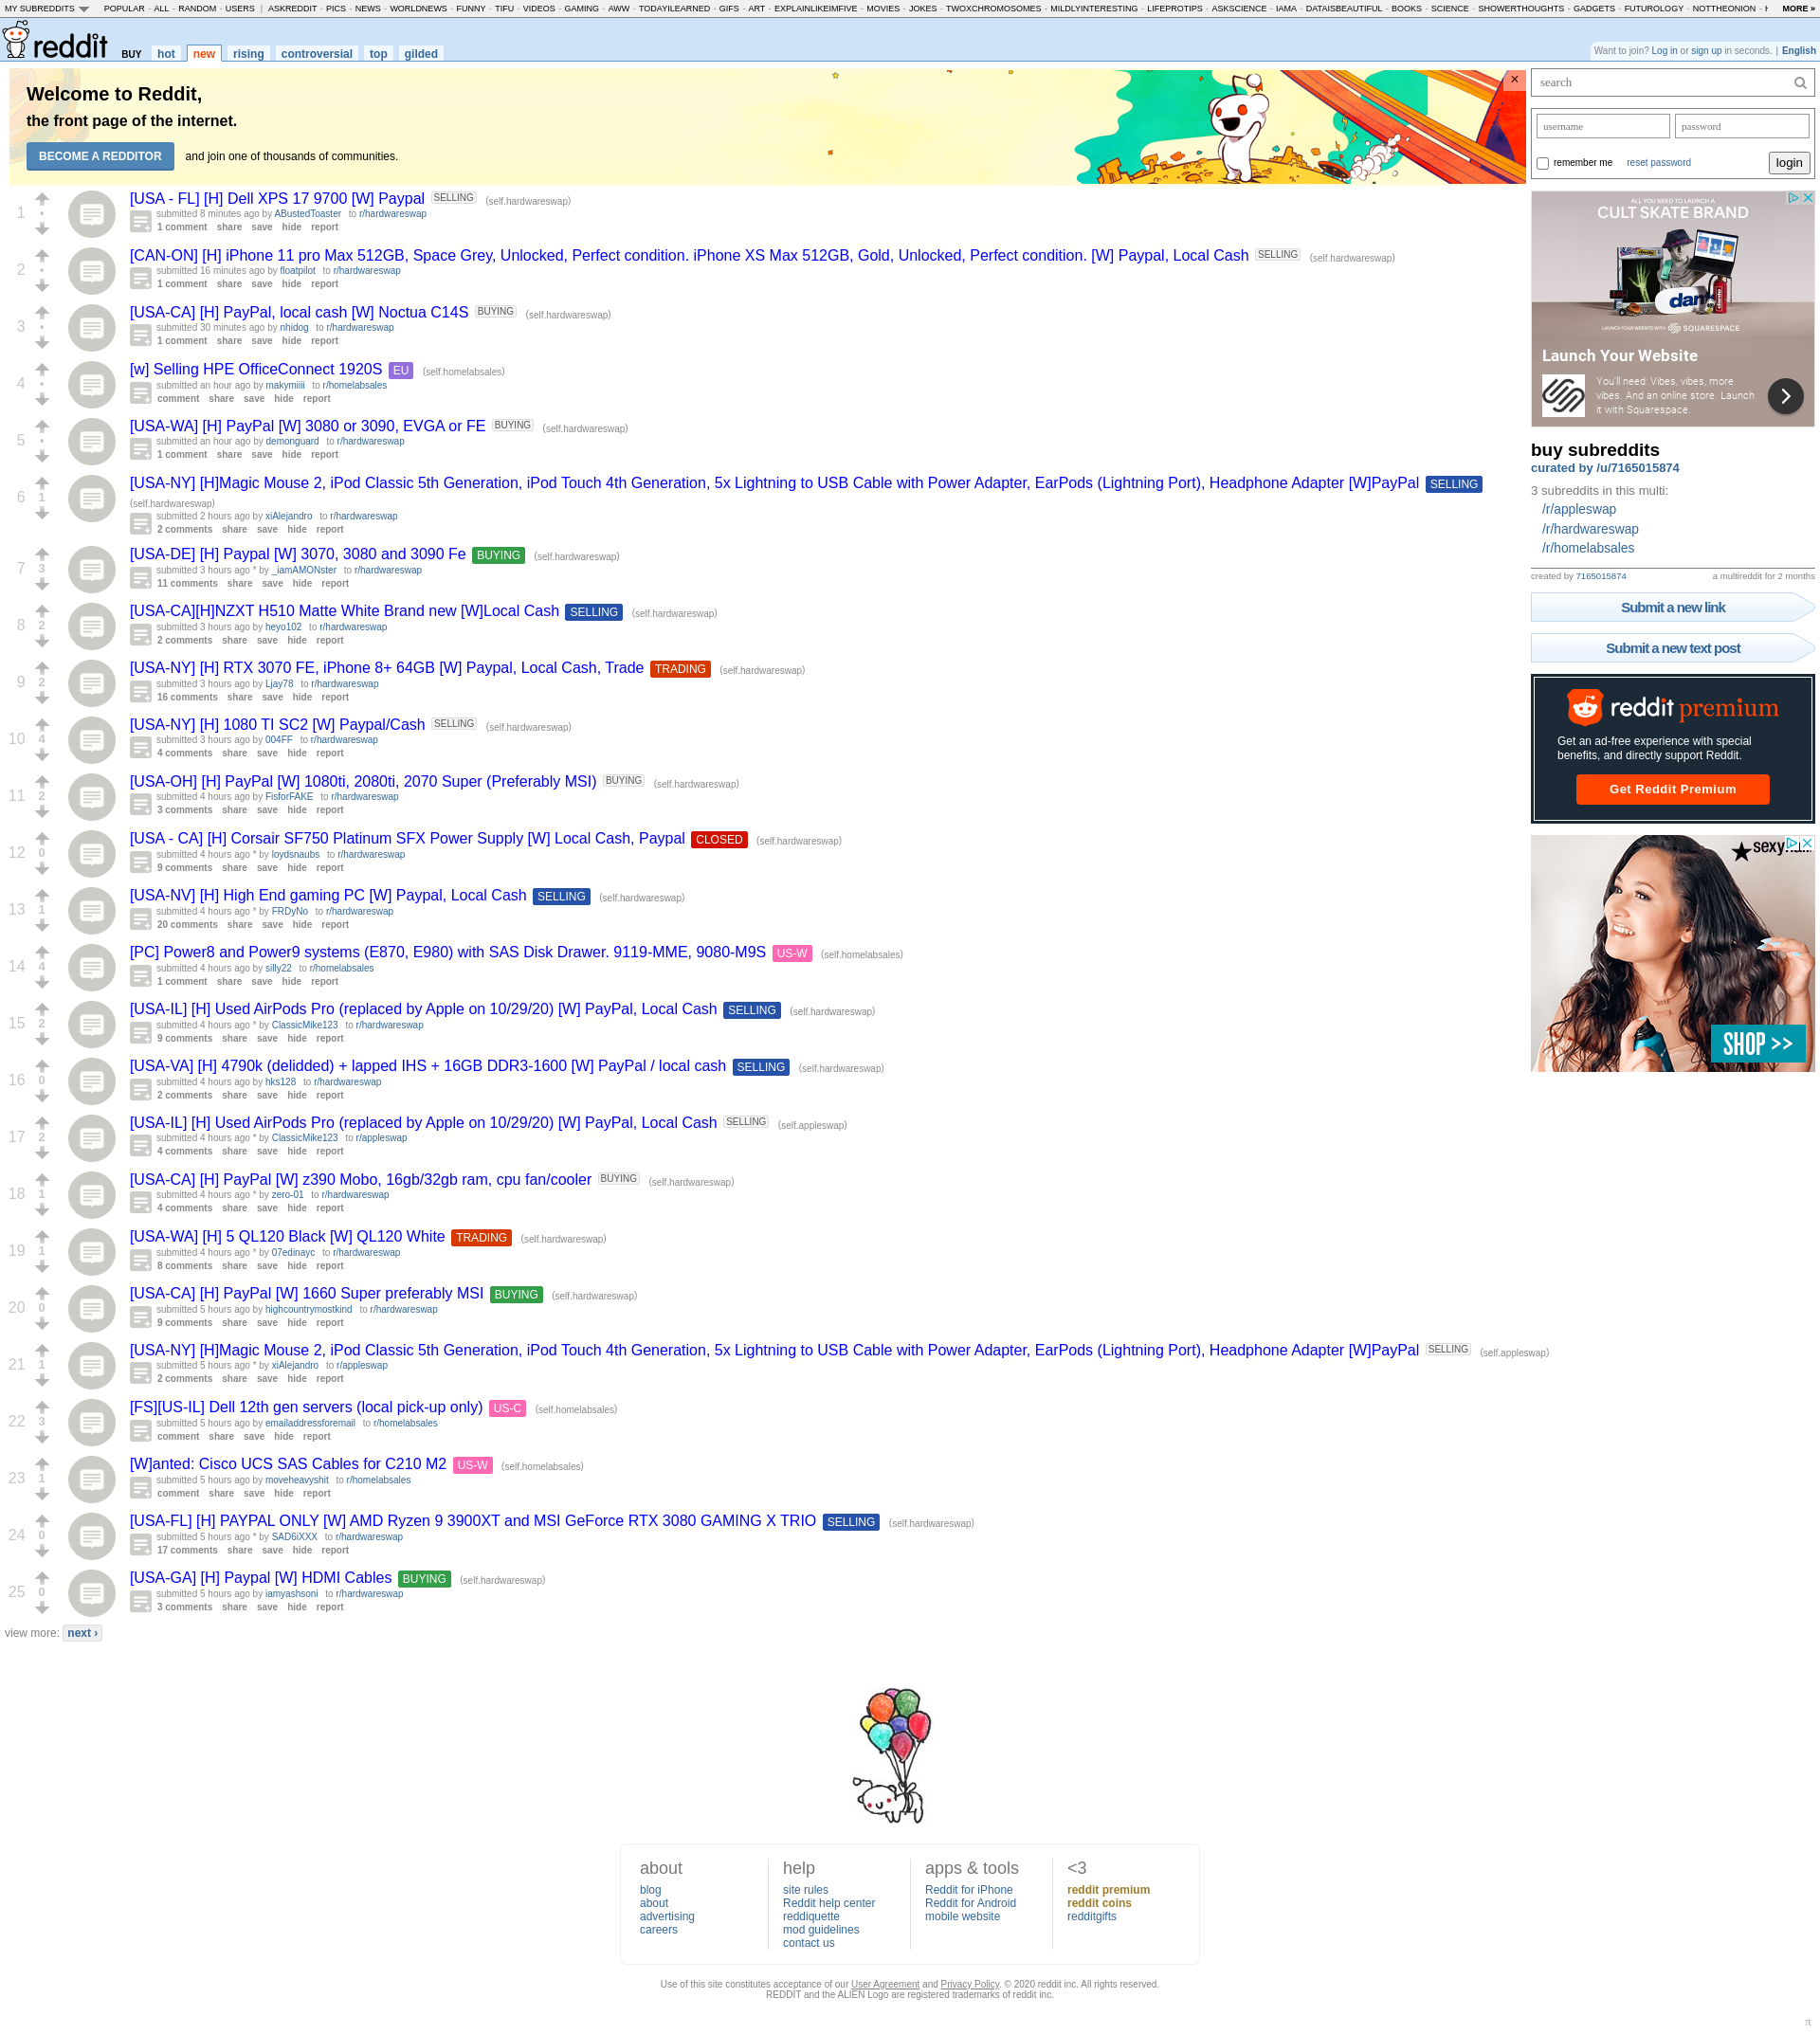 MY SUBREDDITS POPULAR - ALL - RANDOM - USERS | ASKREDDIT - PICS - NEWS - WORLDNEWS - FUNNY - TIFU - VIDEOS - GAMING - AWW - TODAYILEARNED - GIFS - ART - EXPLAINLIKEIMFIVE - MOVIES - JOKES - TWOXCHROMOSOMES - MILDLYINTERESTING - LIFEPROTIPS - ASKSCIENCE - IAMA - DATAISBEAUTIFUL - BOOKS - SCIENCE - SHOWERTHOUGHTS - GADGETS - FUTUROLOGY - NOTTHEONION - MORE »
reddit BUY hot new rising controversial top gilded
Want to join? Log in or sign up in seconds. | English
Welcome to Reddit,
the front page of the internet.
BECOME A REDDITOR and join one of thousands of communities.
×
1
[USA - FL] [H] Dell XPS 17 9700 [W] Paypal SELLING (self.hardwareswap)
submitted 8 minutes ago by ABustedToaster to r/hardwareswap
1 comment share save hide report
2
[CAN-ON] [H] iPhone 11 pro Max 512GB, Space Grey, Unlocked, Perfect condition. iPhone XS Max 512GB, Gold, Unlocked, Perfect condition. [W] Paypal, Local Cash SELLING (self.hardwareswap)
submitted 16 minutes ago by floatpilot to r/hardwareswap
1 comment share save hide report
3
[USA-CA] [H] PayPal, local cash [W] Noctua C14S BUYING (self.hardwareswap)
submitted 30 minutes ago by nhidog to r/hardwareswap
1 comment share save hide report
4
[w] Selling HPE OfficeConnect 1920S EU (self.homelabsales)
submitted an hour ago by makymiiii to r/homelabsales
comment share save hide report
5
[USA-WA] [H] PayPal [W] 3080 or 3090, EVGA or FE BUYING (self.hardwareswap)
submitted an hour ago by demonguard to r/hardwareswap
1 comment share save hide report
6 1
[USA-NY] [H]Magic Mouse 2, iPod Classic 5th Generation, iPod Touch 4th Generation, 5x Lightning to USB Cable with Power Adapter, EarPods (Lightning Port), Headphone Adapter [W]PayPal SELLING
(self.hardwareswap)
submitted 2 hours ago by xiAlejandro to r/hardwareswap
2 comments share save hide report
7 3
[USA-DE] [H] Paypal [W] 3070, 3080 and 3090 Fe BUYING (self.hardwareswap)
submitted 3 hours ago * by _iamAMONster to r/hardwareswap
11 comments share save hide report
8 2
[USA-CA][H]NZXT H510 Matte White Brand new [W]Local Cash SELLING (self.hardwareswap)
submitted 3 hours ago by heyo102 to r/hardwareswap
2 comments share save hide report
9 2
[USA-NY] [H] RTX 3070 FE, iPhone 8+ 64GB [W] Paypal, Local Cash, Trade TRADING (self.hardwareswap)
submitted 3 hours ago by Ljay78 to r/hardwareswap
16 comments share save hide report
10 4
[USA-NY] [H] 1080 TI SC2 [W] Paypal/Cash SELLING (self.hardwareswap)
submitted 3 hours ago by 004FF to r/hardwareswap
4 comments share save hide report
11 2
[USA-OH] [H] PayPal [W] 1080ti, 2080ti, 2070 Super (Preferably MSI) BUYING (self.hardwareswap)
submitted 4 hours ago by FisforFAKE to r/hardwareswap
3 comments share save hide report
12 0
[USA - CA] [H] Corsair SF750 Platinum SFX Power Supply [W] Local Cash, Paypal CLOSED (self.hardwareswap)
submitted 4 hours ago * by loydsnaubs to r/hardwareswap
9 comments share save hide report
13 1
[USA-NV] [H] High End gaming PC [W] Paypal, Local Cash SELLING (self.hardwareswap)
submitted 4 hours ago * by FRDyNo to r/hardwareswap
20 comments share save hide report
14 4
[PC] Power8 and Power9 systems (E870, E980) with SAS Disk Drawer. 9119-MME, 9080-M9S US-W (self.homelabsales)
submitted 4 hours ago by silly22 to r/homelabsales
1 comment share save hide report
15 2
[USA-IL] [H] Used AirPods Pro (replaced by Apple on 10/29/20) [W] PayPal, Local Cash SELLING (self.hardwareswap)
submitted 4 hours ago * by ClassicMike123 to r/hardwareswap
9 comments share save hide report
16 0
[USA-VA] [H] 4790k (delidded) + lapped IHS + 16GB DDR3-1600 [W] PayPal / local cash SELLING (self.hardwareswap)
submitted 4 hours ago by hks128 to r/hardwareswap
2 comments share save hide report
17 2
[USA-IL] [H] Used AirPods Pro (replaced by Apple on 10/29/20) [W] PayPal, Local Cash SELLING (self.appleswap)
submitted 4 hours ago * by ClassicMike123 to r/appleswap
4 comments share save hide report
18 1
[USA-CA] [H] PayPal [W] z390 Mobo, 16gb/32gb ram, cpu fan/cooler BUYING (self.hardwareswap)
submitted 4 hours ago * by zero-01 to r/hardwareswap
4 comments share save hide report
19 1
[USA-WA] [H] 5 QL120 Black [W] QL120 White TRADING (self.hardwareswap)
submitted 4 hours ago * by 07edinayc to r/hardwareswap
8 comments share save hide report
20 0
[USA-CA] [H] PayPal [W] 1660 Super preferably MSI BUYING (self.hardwareswap)
submitted 5 hours ago by highcountrymostkind to r/hardwareswap
9 comments share save hide report
21 1
[USA-NY] [H]Magic Mouse 2, iPod Classic 5th Generation, iPod Touch 4th Generation, 5x Lightning to USB Cable with Power Adapter, EarPods (Lightning Port), Headphone Adapter [W]PayPal SELLING (self.appleswap)
submitted 5 hours ago * by xiAlejandro to r/appleswap
2 comments share save hide report
22 3
[FS][US-IL] Dell 12th gen servers (local pick-up only) US-C (self.homelabsales)
submitted 5 hours ago by emailaddressforemail to r/homelabsales
comment share save hide report
23 1
[W]anted: Cisco UCS SAS Cables for C210 M2 US-W (self.homelabsales)
submitted 5 hours ago by moveheavyshit to r/homelabsales
comment share save hide report
24 0
[USA-FL] [H] PAYPAL ONLY [W] AMD Ryzen 9 3900XT and MSI GeForce RTX 3080 GAMING X TRIO SELLING (self.hardwareswap)
submitted 5 hours ago * by SAD6iXXX to r/hardwareswap
17 comments share save hide report
25 0
[USA-GA] [H] Paypal [W] HDMI Cables BUYING (self.hardwareswap)
submitted 5 hours ago by iamyashsoni to r/hardwareswap
3 comments share save hide report
view more: next ›
search
username password
remember me reset password login
ALL YOU NEED TO LAUNCH A
CULT SKATE BRAND
dant
LAUNCH YOUR WEBSITE WITH SQUARESPACE
Launch Your Website
You'll need: Vibes, vibes, more
vibes. And an online store. Launch
it with Squarespace.
buy subreddits
curated by /u/7165015874
3 subreddits in this multi:
/r/appleswap
/r/hardwareswap
/r/homelabsales
created by 7165015874 a multireddit for 2 months
Submit a new link
Submit a new text post
reddit premium
Get an ad-free experience with special
benefits, and directly support Reddit.
Get Reddit Premium
SHOP >>
about
blog
about
advertising
careers
help
site rules
Reddit help center
reddiquette
mod guidelines
contact us
apps & tools
Reddit for iPhone
Reddit for Android
mobile website
<3
reddit premium
reddit coins
redditgifts
Use of this site constitutes acceptance of our User Agreement and Privacy Policy. © 2020 reddit inc. All rights reserved.
REDDIT and the ALIEN Logo are registered trademarks of reddit inc.
π